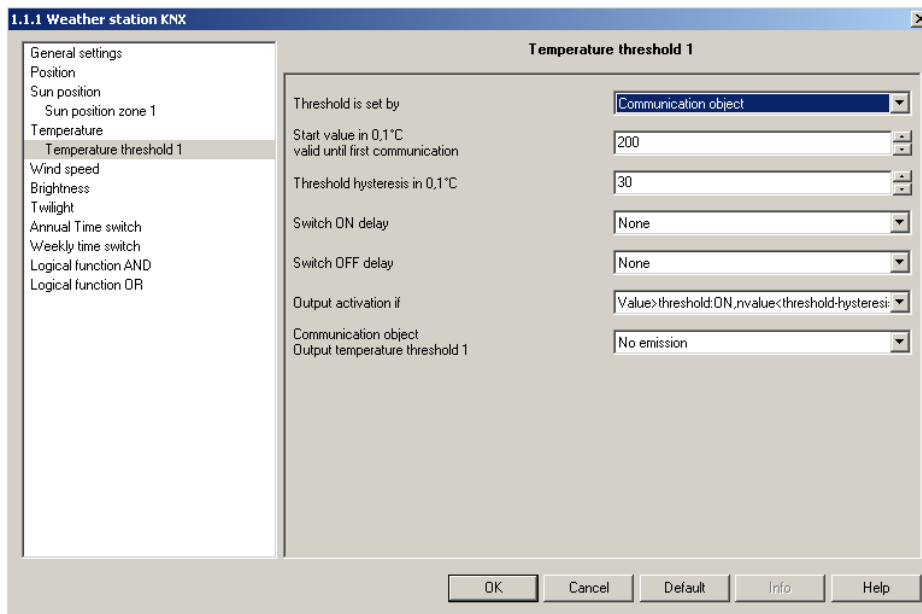 1.1.1 Weather station KNX
General settings
Position
Sun position
Sun position zone 1
Temperature
Temperature threshold 1
Wind speed
Brightness
Twilight
Annual Time switch
Weekly time switch
Logical function AND
Logical function OR
Temperature threshold 1
Threshold is set by
Communication object
Start value in 0,1°C
valid until first communication
200
Threshold hysteresis in 0,1°C
30
Switch ON delay
None
Switch OFF delay
None
Output activation if
Value>threshold:ON,nvalue<threshold-hysteresi:
Communication object
Output temperature threshold 1
No emission
OK
Cancel
Default
Info
Help